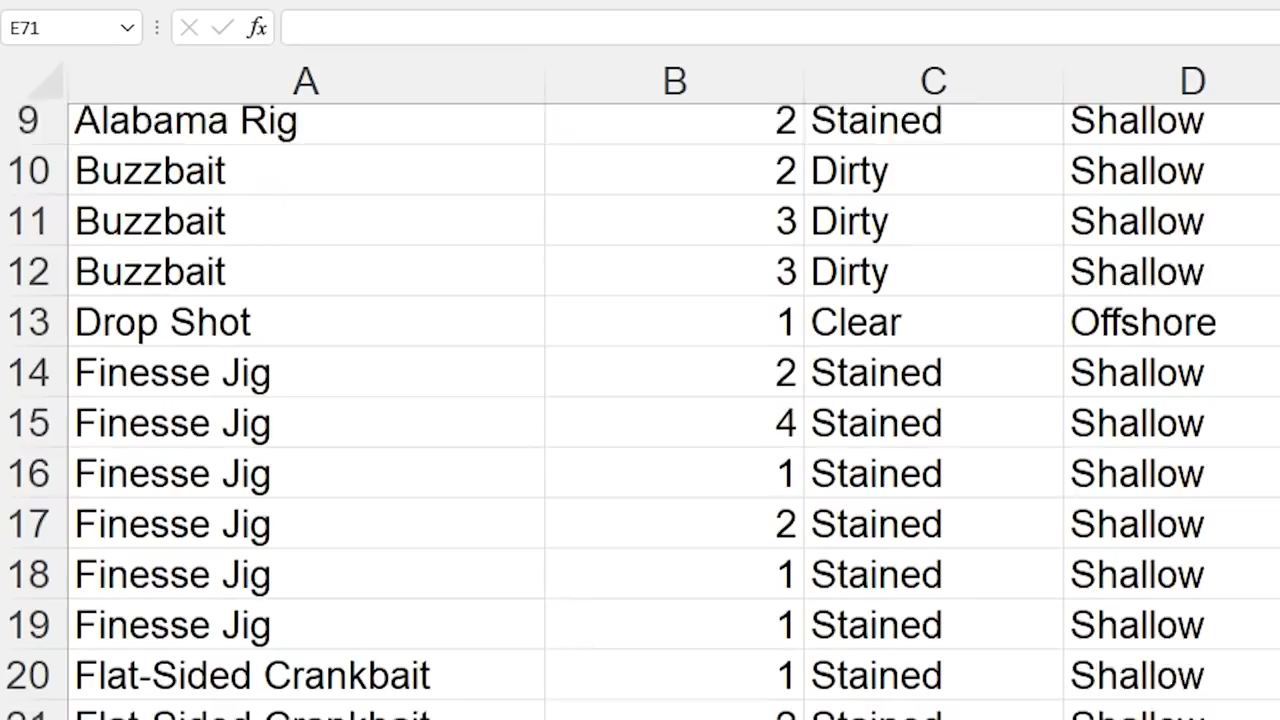 E71 fx
A B C D
9 Alabama Rig 2 Stained Shallow
10 Buzzbait 2 Dirty Shallow
11 Buzzbait 3 Dirty Shallow
12 Buzzbait 3 Dirty Shallow
13 Drop Shot 1 Clear Offshore
14 Finesse Jig 2 Stained Shallow
15 Finesse Jig 4 Stained Shallow
16 Finesse Jig 1 Stained Shallow
17 Finesse Jig 2 Stained Shallow
18 Finesse Jig 1 Stained Shallow
19 Finesse Jig 1 Stained Shallow
20 Flat-Sided Crankbait 1 Stained Shallow